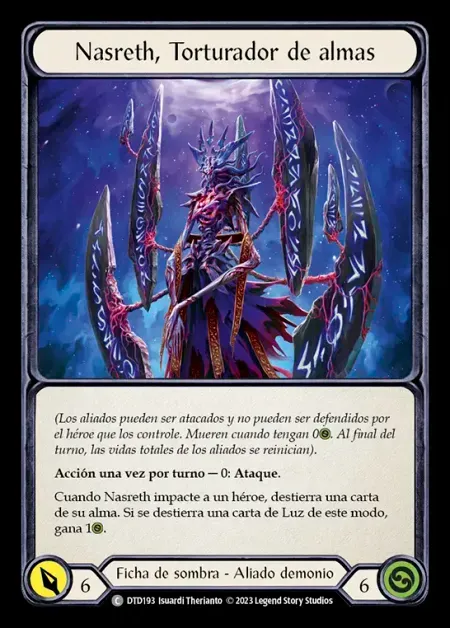 Nasreth, Torturador de almas
(Los aliados pueden ser atacados y no pueden ser defendidos por
el héroe que los controle. Mueren cuando tengan 0. Al final del
turno, las vidas totales de los aliados se reinician).
Acción una vez por turno — 0: Ataque.
Cuando Nasreth impacte a un héroe, destierra una carta
de su alma. Si se destierra una carta de Luz de este modo,
gana 1.
6
Ficha de sombra - Aliado demonio
6
C DTD193 Isuardi Therianto © 2023 Legend Story Studios